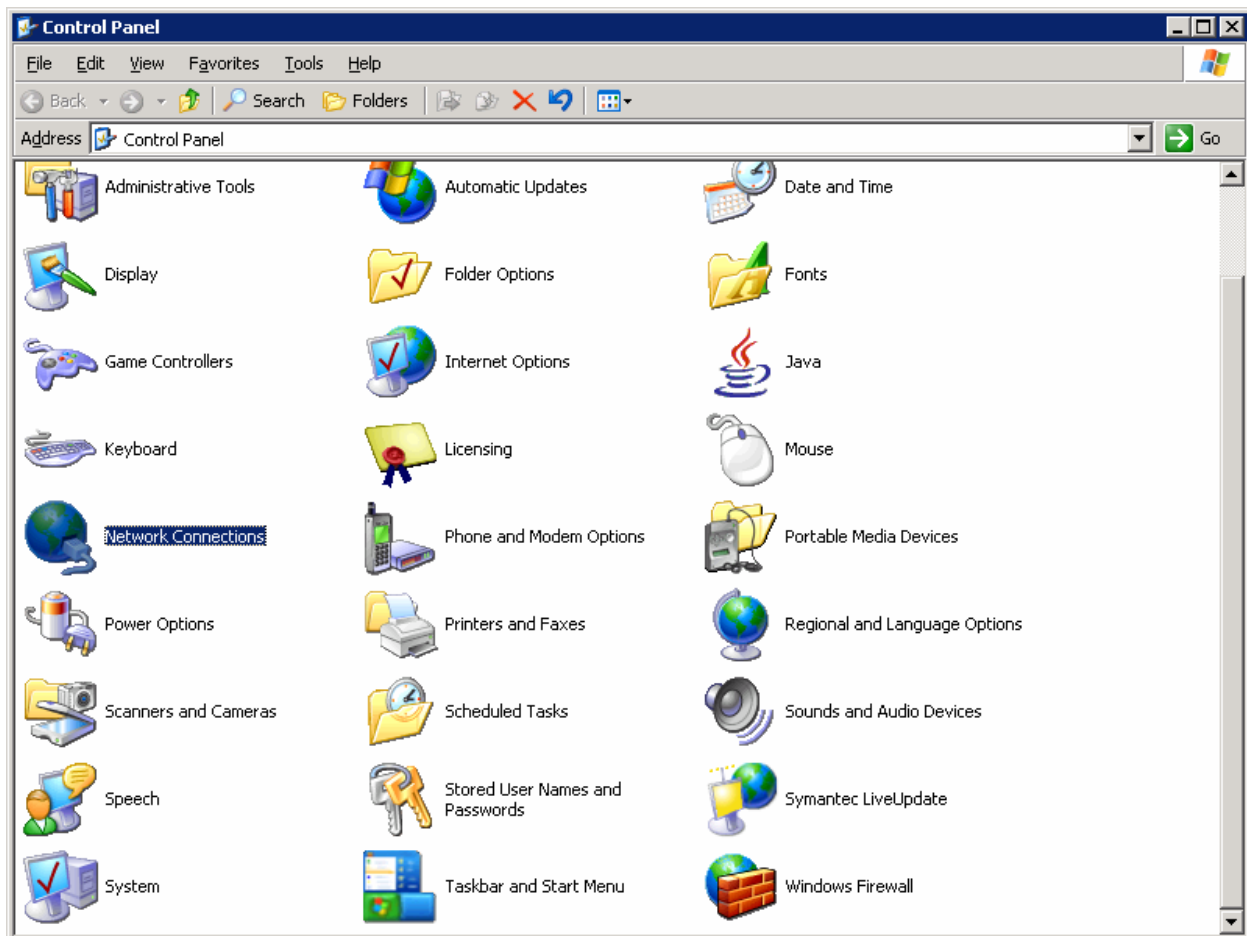 Control Panel
File Edit View Favorites Tools Help
Back Search Folders
Address Control Panel Go
Administrative Tools Automatic Updates Date and Time
Display Folder Options Fonts
Game Controllers Internet Options Java
Keyboard Licensing Mouse
Network Connections Phone and Modem Options Portable Media Devices
Power Options Printers and Faxes Regional and Language Options
Scanners and Cameras Scheduled Tasks Sounds and Audio Devices
Speech Stored User Names and Passwords Symantec LiveUpdate
System Taskbar and Start Menu Windows Firewall